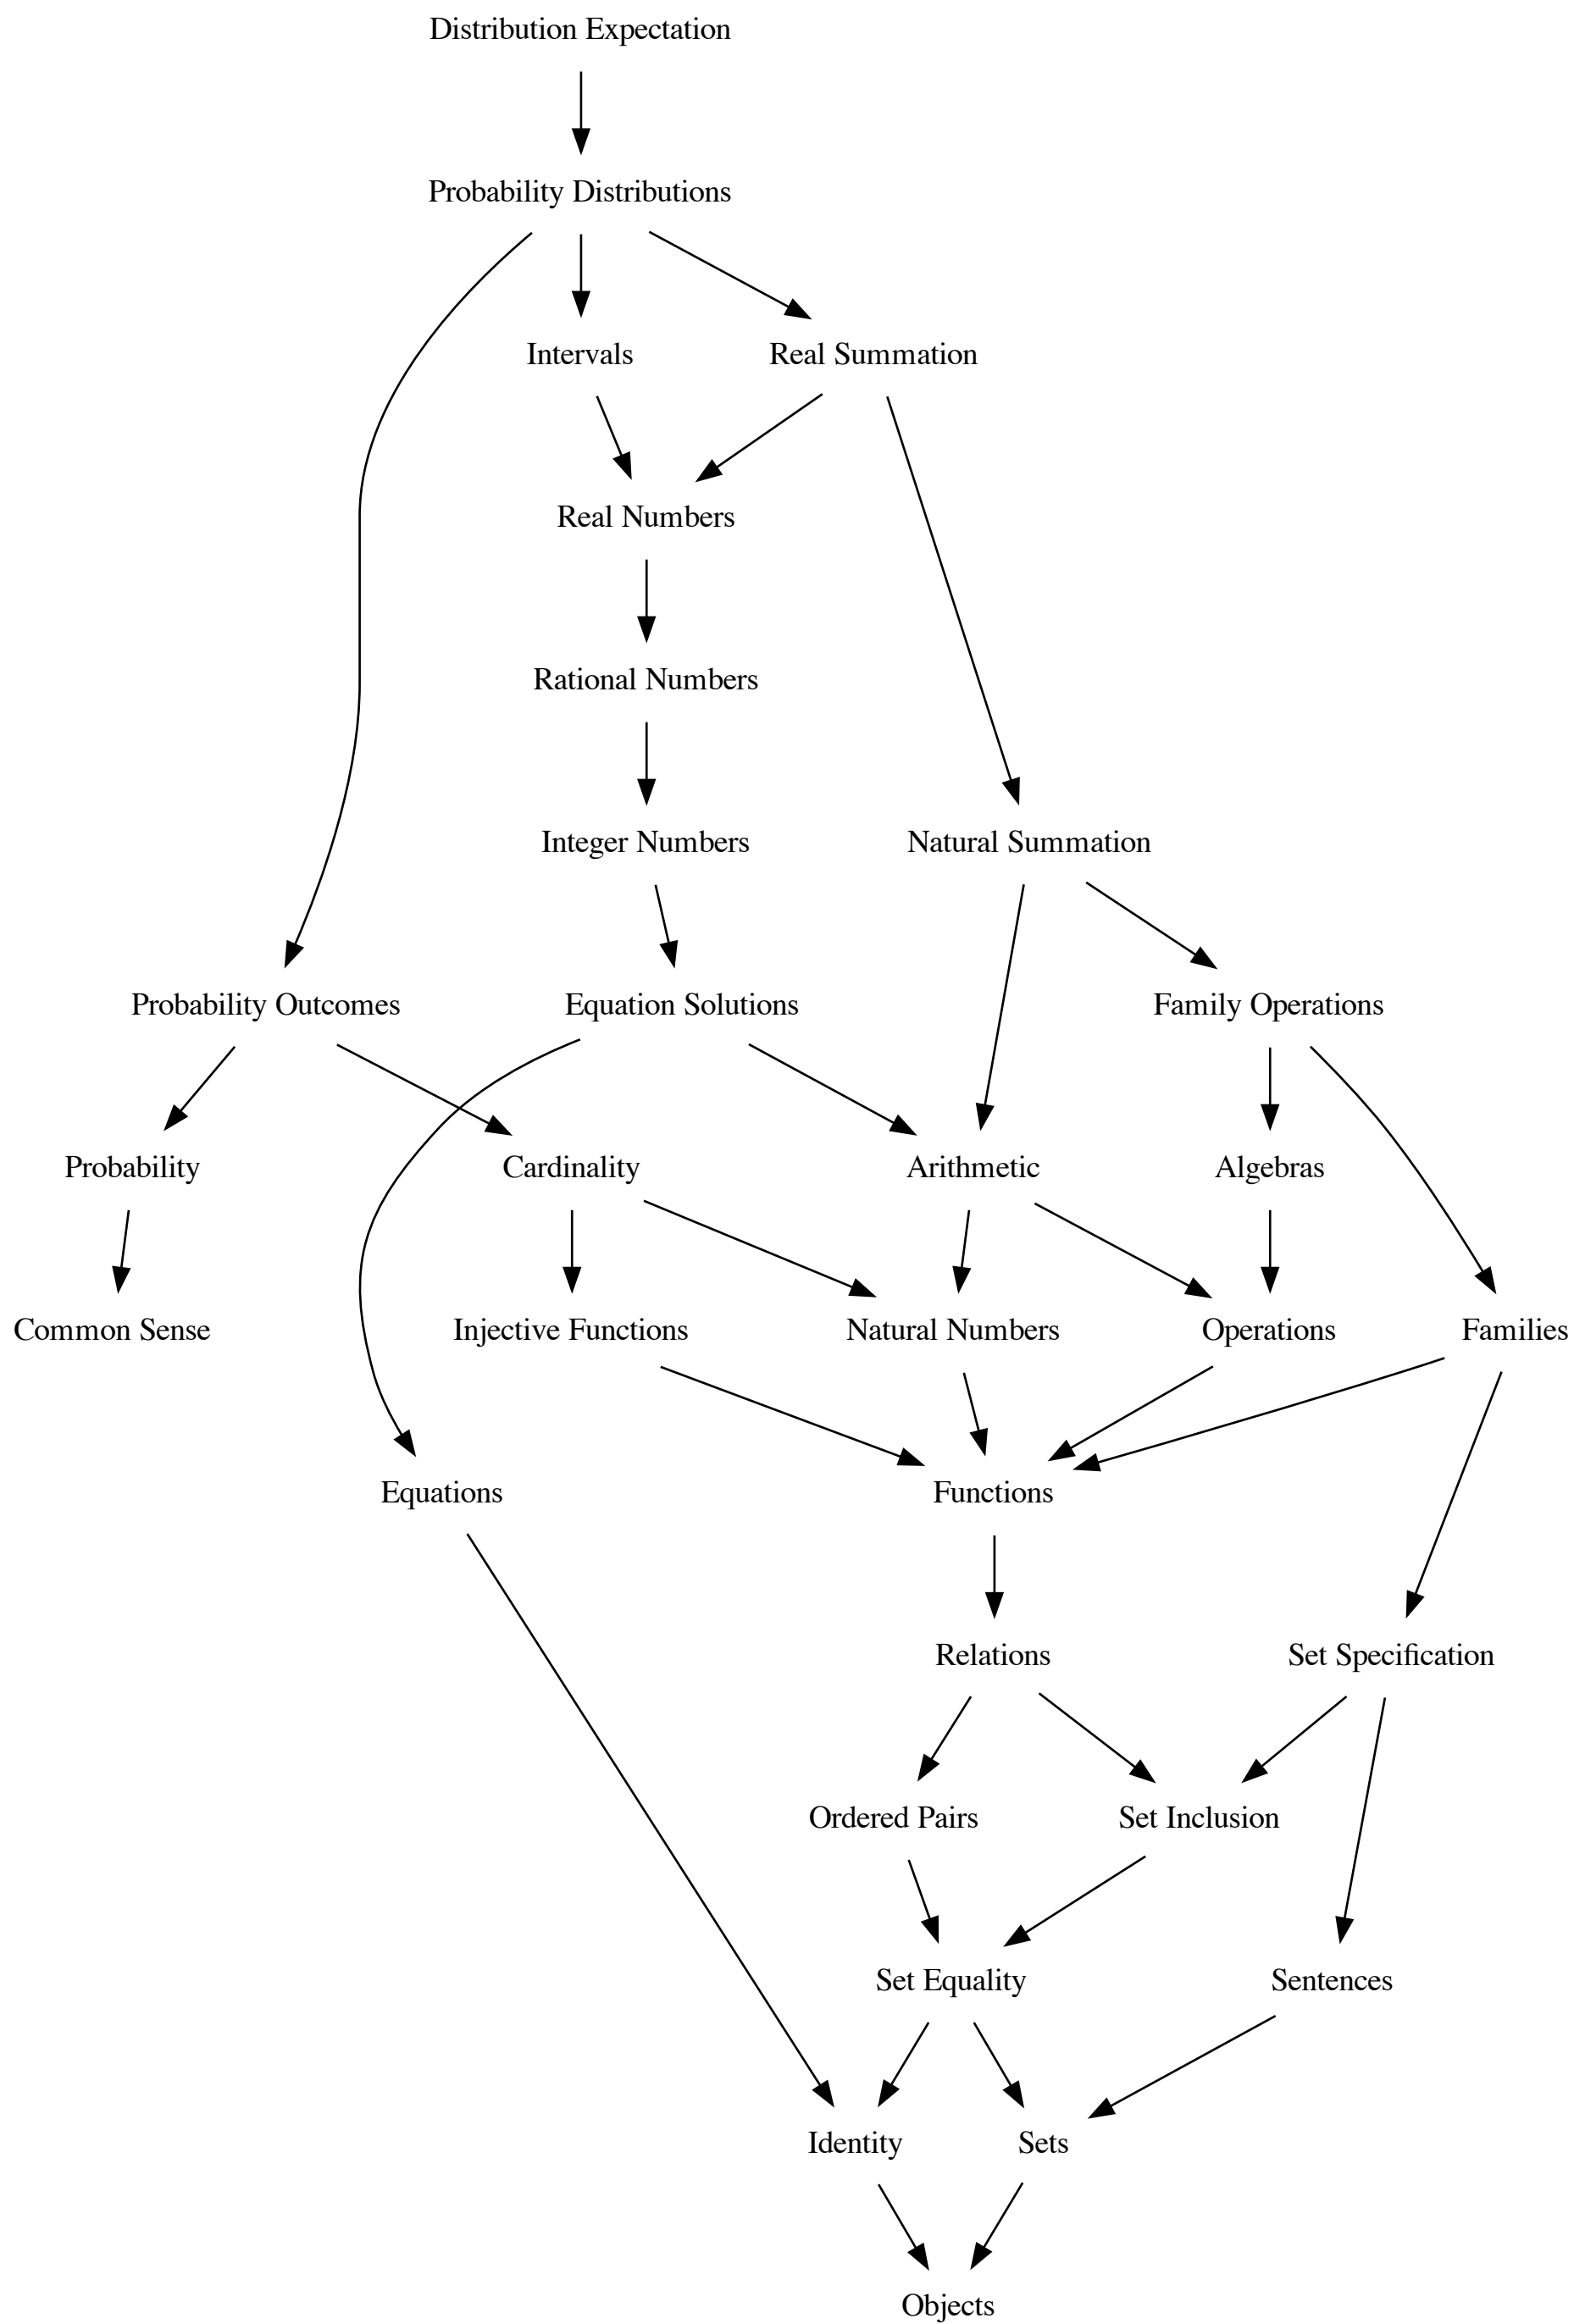 Distribution Expectation
Probability Distributions
Intervals
Real Summation
Real Numbers
Rational Numbers
Integer Numbers
Natural Summation
Probability Outcomes
Equation Solutions
Family Operations
Probability
Cardinality
Arithmetic
Algebras
Common Sense
Injective Functions
Natural Numbers
Operations
Families
Equations
Functions
Relations
Set Specification
Ordered Pairs
Set Inclusion
Set Equality
Sentences
Identity
Sets
Objects